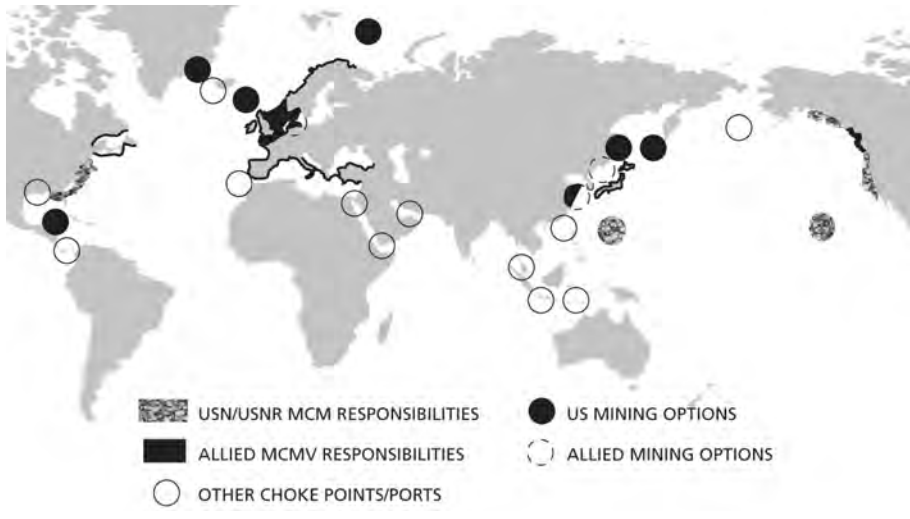 USN/USNR MCM RESPONSIBILITIES
US MINING OPTIONS
ALLIED MCMV RESPONSIBILITIES
ALLIED MINING OPTIONS
OTHER CHOKE POINTS/PORTS